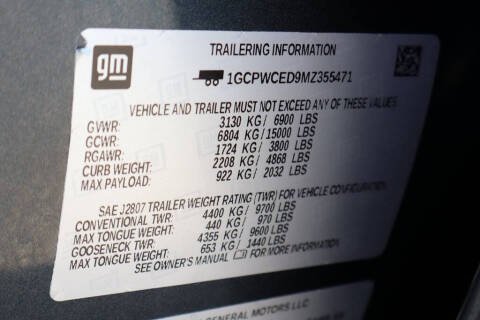 gm
TRAILERING INFORMATION
1GCPWCED9MZ355471
VEHICLE AND TRAILER MUST NOT EXCEED ANY OF THESE VALUES
GVWR: 3130 KG/ 6900 LBS
GCWR: 6804 KG/15000 LBS
RGAWR: 1724 KG/ 3800 LBS
CURB WEIGHT: 2208 KG/ 4868 LBS
MAX PAYLOAD: 922 KG/ 2032 LBS
SAE J2807 TRAILER WEIGHT RATING (TWR) FOR VEHICLE CONFIGURATION
CONVENTIONAL TWR: 4400 KG/ 9700 LBS
MAX TONGUE WEIGHT: 440 KG/ 970 LBS
GOOSENECK TWR: 4355 KG/ 9600 LBS
MAX TONGUE WEIGHT: 653 KG/ 1440 LBS
SEE OWNER'S MANUAL FOR MORE INFORMATION
GENERAL MOTORS LLC